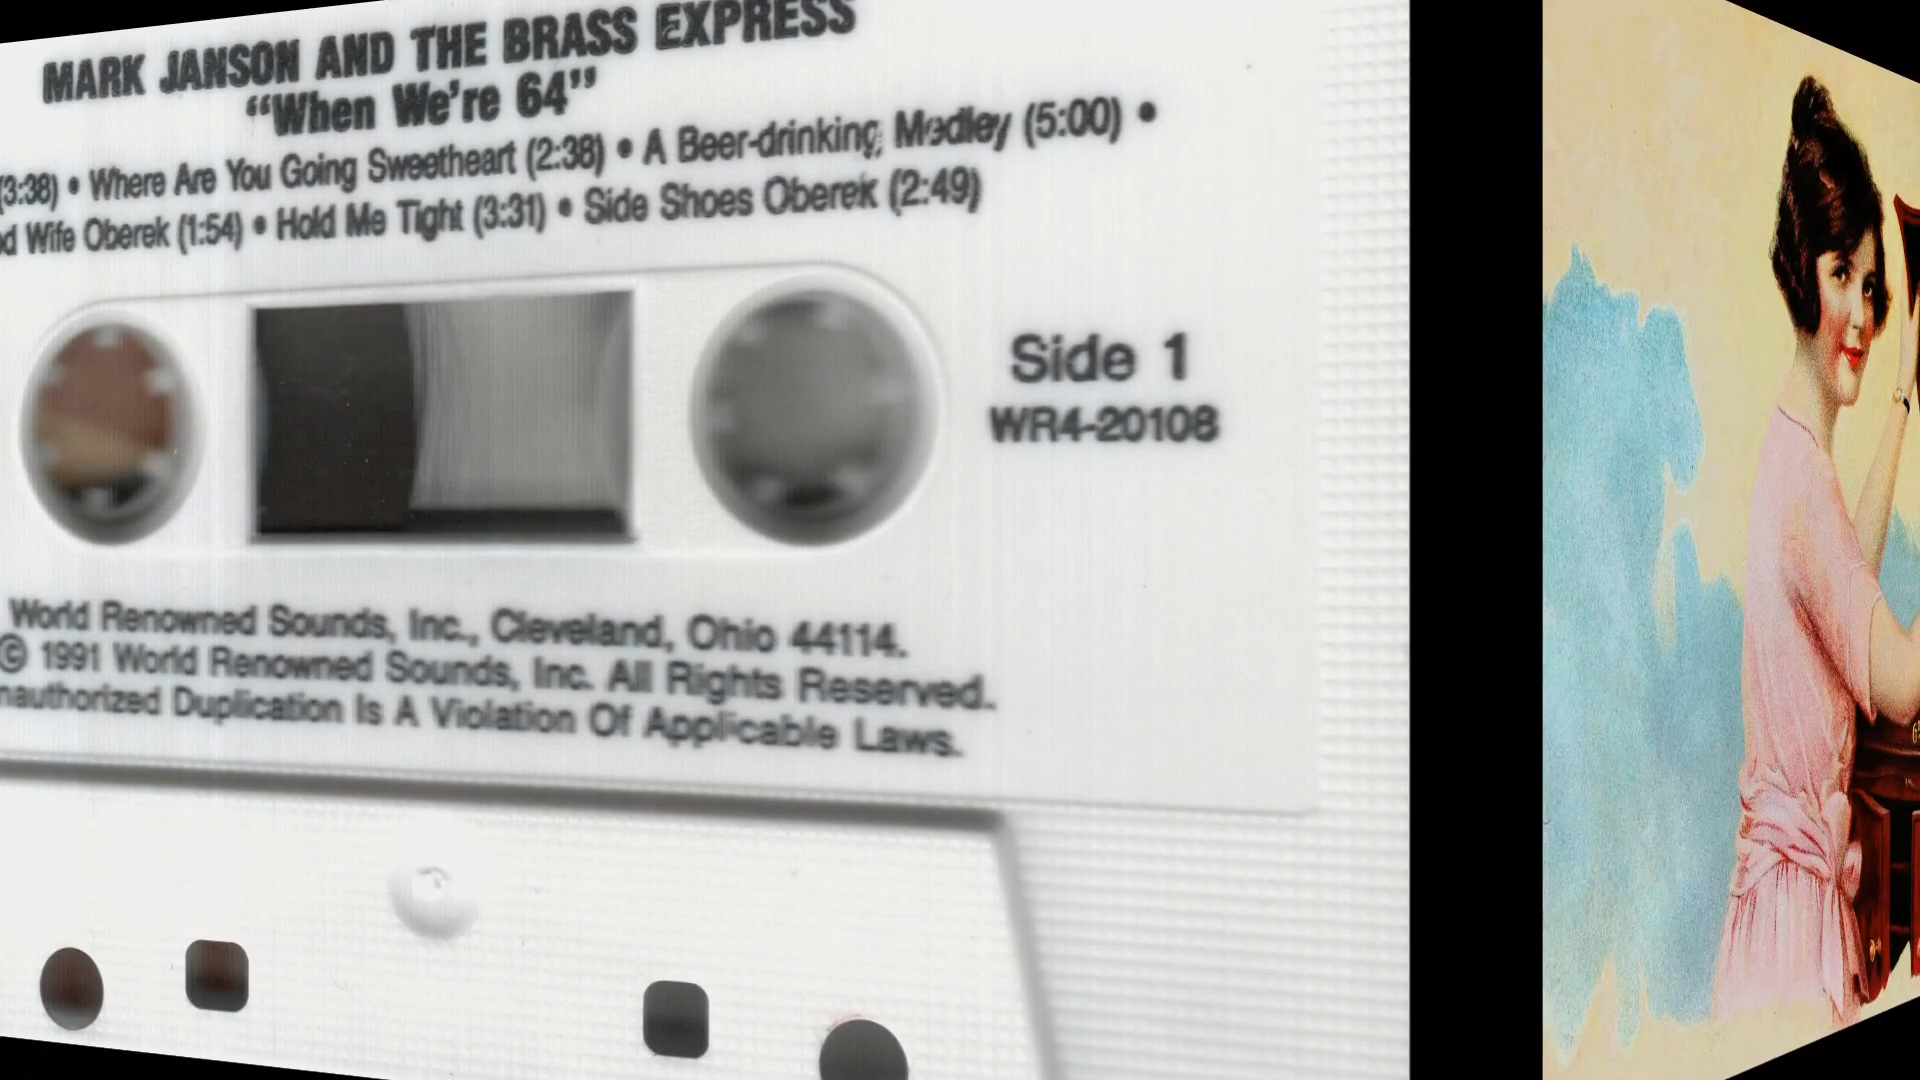 MARK JANSON AND THE BRASS EXPRESS
“When We’re 64”
(3:38) • Where Are You Going Sweetheart (2:38) • A Beer-drinking Medley (5:00) •
Wife Oberek (1:54) • Hold Me Tight (3:31) • Side Shoes Oberek (2:49)
Side 1
WR4-20108
World Renowned Sounds, Inc., Cleveland, Ohio 44114.
© 1991 World Renowned Sounds, Inc. All Rights Reserved.
Duplication Is A Violation Of Applicable Laws.